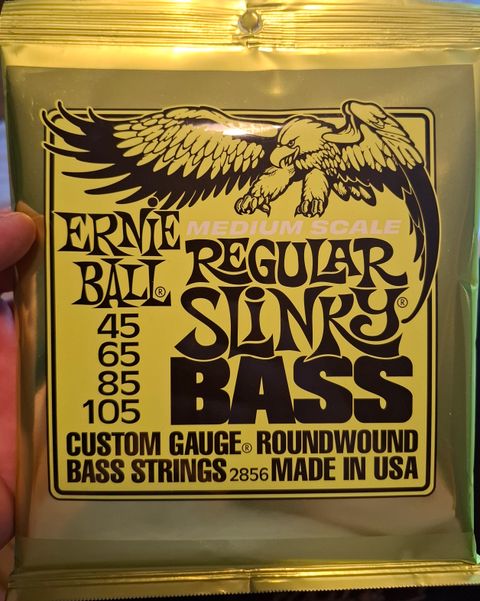 ERNiE
BALL®
MEDIUM SCALE
REGULAR
SLiNKY®
BASS
45
65
85
105
CUSTOM GAUGE® ROUNDWOUND
BASS STRINGS 2856 MADE IN USA